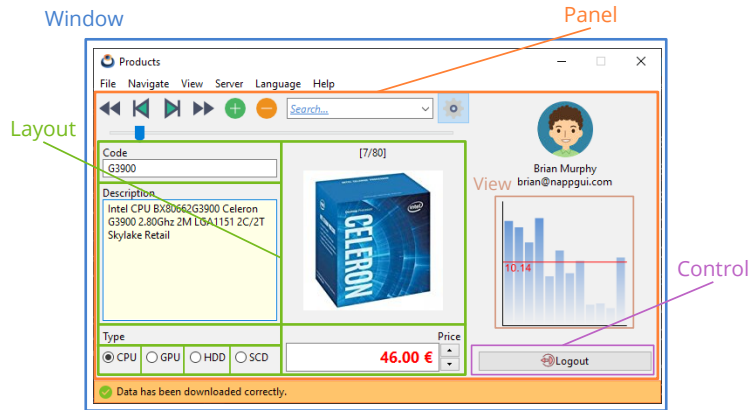 Window
Panel
Products
File Navigate View Server Language Help
Search...
Layout
Code
G3900
[7/80]
Brian Murphy
brian@nappgui.com
View
Description
Intel CPU BX80662G3900 Celeron
G3900 2.80Ghz 2M LGA1151 2C/2T
Skylake Retail
CELERON
intel
10.14
Control
Type
Price
CPU GPU HDD SCD
46.00 €
Logout
Data has been downloaded correctly.